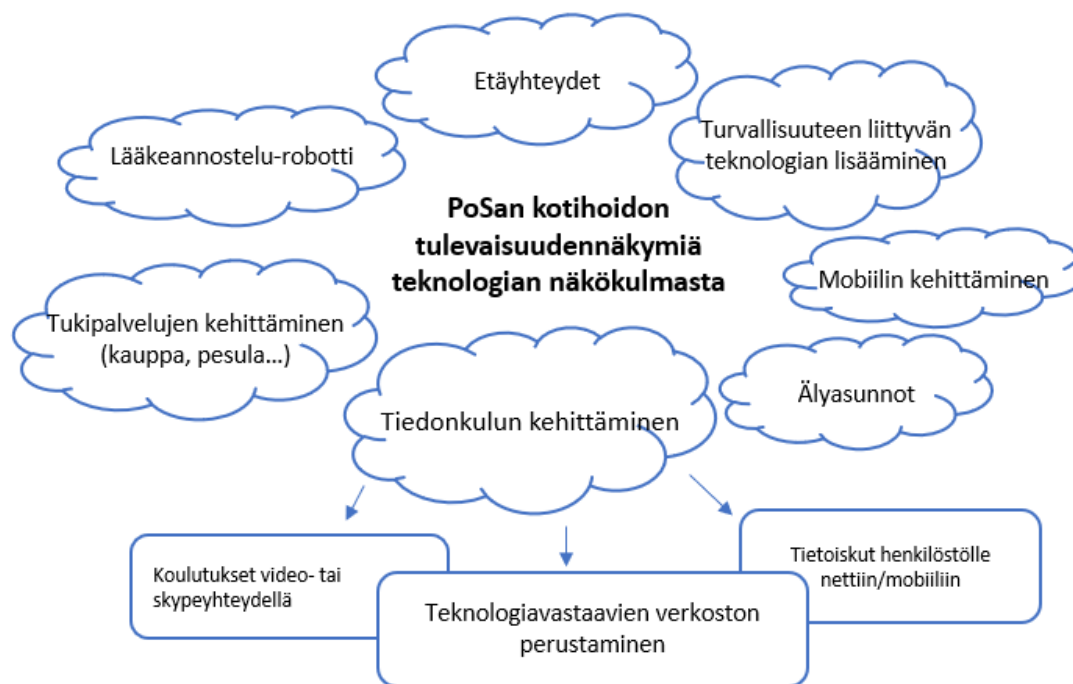 Etäyhteydet
Turvallisuuteen liittyvän
teknologian lisääminen
Lääkeannostelu-robotti
PoSan kotihoidon
tulevaisuudennäkymiä
teknologian näkökulmasta
Mobiilin kehittäminen
Tukipalvelujen kehittäminen
(kauppa, pesula...)
Älyasunnot
Tiedonkulun kehittäminen
Koulutukset video- tai
skypeyhteydellä
Teknologiavastaavien verkoston
perustaminen
Tietoiskut henkilöstölle
nettiin/mobiiliin